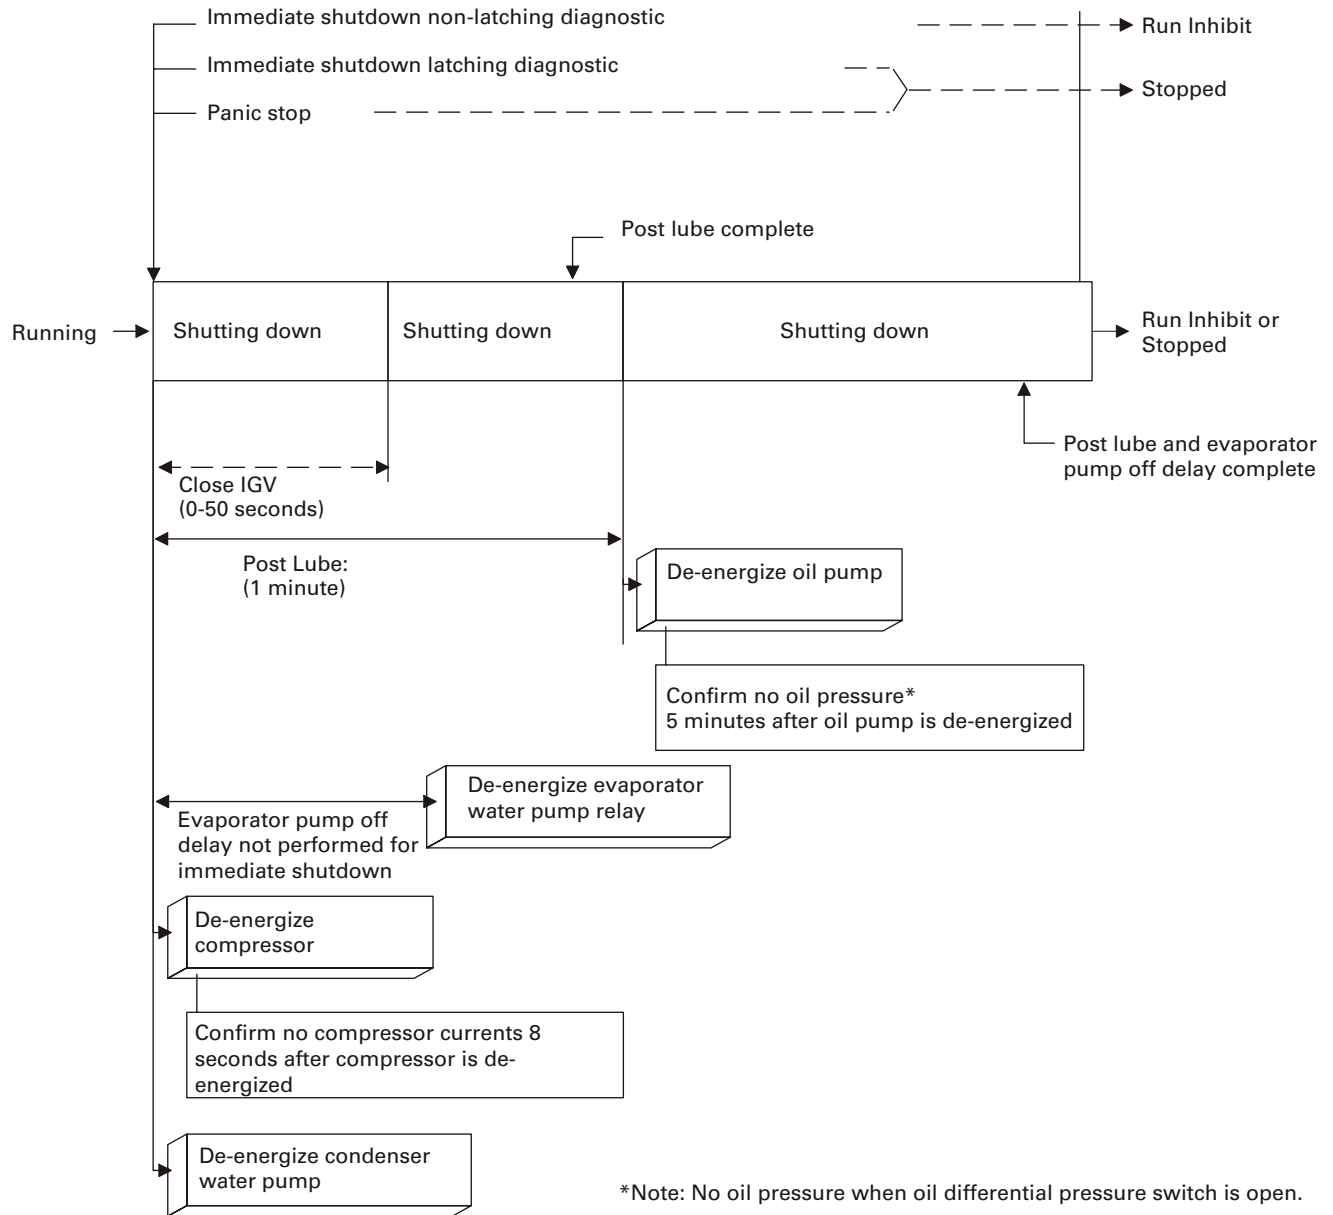 Immediate shutdown non-latching diagnostic
Run Inhibit
Immediate shutdown latching diagnostic
Stopped
Panic stop
Post lube complete
Running
Shutting down
Shutting down
Shutting down
Run Inhibit or
Stopped
Post lube and evaporator
pump off delay complete
Close IGV
(0-50 seconds)
Post Lube:
(1 minute)
De-energize oil pump
Confirm no oil pressure*
5 minutes after oil pump is de-energized
De-energize evaporator
water pump relay
Evaporator pump off
delay not performed for
immediate shutdown
De-energize
compressor
Confirm no compressor currents 8
seconds after compressor is de-
energized
De-energize condenser
water pump
*Note: No oil pressure when oil differential pressure switch is open.